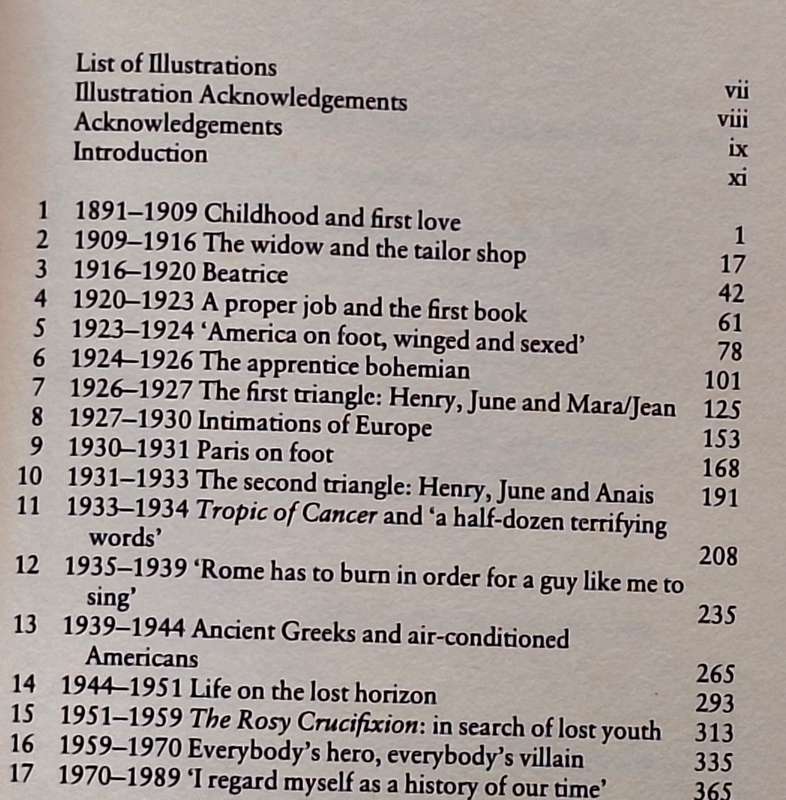 List of Illustrations vii
Illustration Acknowledgements viii
Acknowledgements ix
Introduction xi
1 1891–1909 Childhood and first love 1
2 1909–1916 The widow and the tailor shop 17
3 1916–1920 Beatrice 42
4 1920–1923 A proper job and the first book 61
5 1923–1924 ‘America on foot, winged and sexed’ 78
6 1924–1926 The apprentice bohemian 101
7 1926–1927 The first triangle: Henry, June and Mara/Jean 125
8 1927–1930 Intimations of Europe 153
9 1930–1931 Paris on foot 168
10 1931–1933 The second triangle: Henry, June and Anais 191
11 1933–1934 Tropic of Cancer and ‘a half-dozen terrifying
words’ 208
12 1935–1939 ‘Rome has to burn in order for a guy like me to
sing’ 235
13 1939–1944 Ancient Greeks and air-conditioned
Americans 265
14 1944–1951 Life on the lost horizon 293
15 1951–1959 The Rosy Crucifixion: in search of lost youth 313
16 1959–1970 Everybody’s hero, everybody’s villain 335
17 1970–1989 ‘I regard myself as a history of our time’ 365